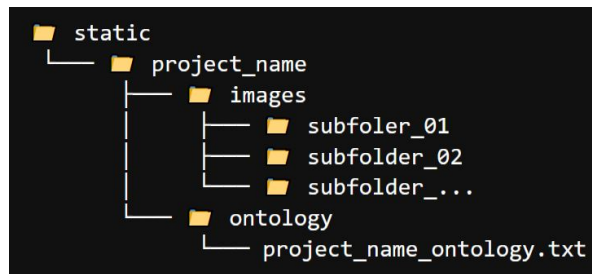 static
project_name
images
subfoler_01
subfolder_02
subfolder_...
ontology
project_name_ontology.txt